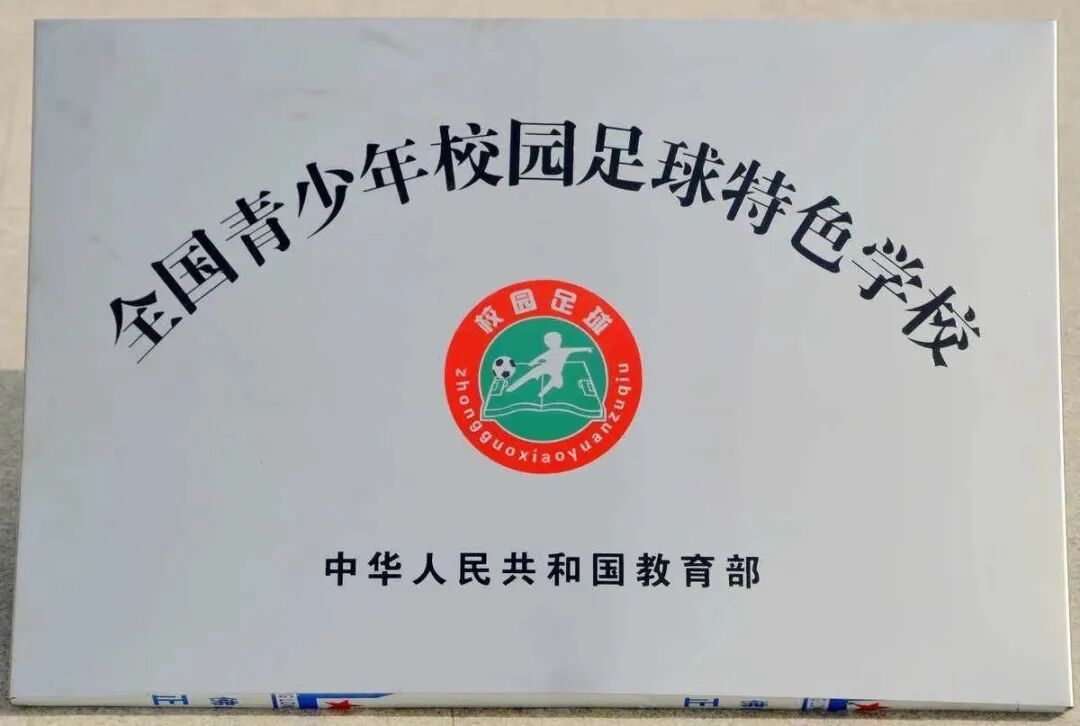 全国青少年校园足球特色学校
校园足球
zhongguoxiaoyuanzuqiu
中华人民共和国教育部